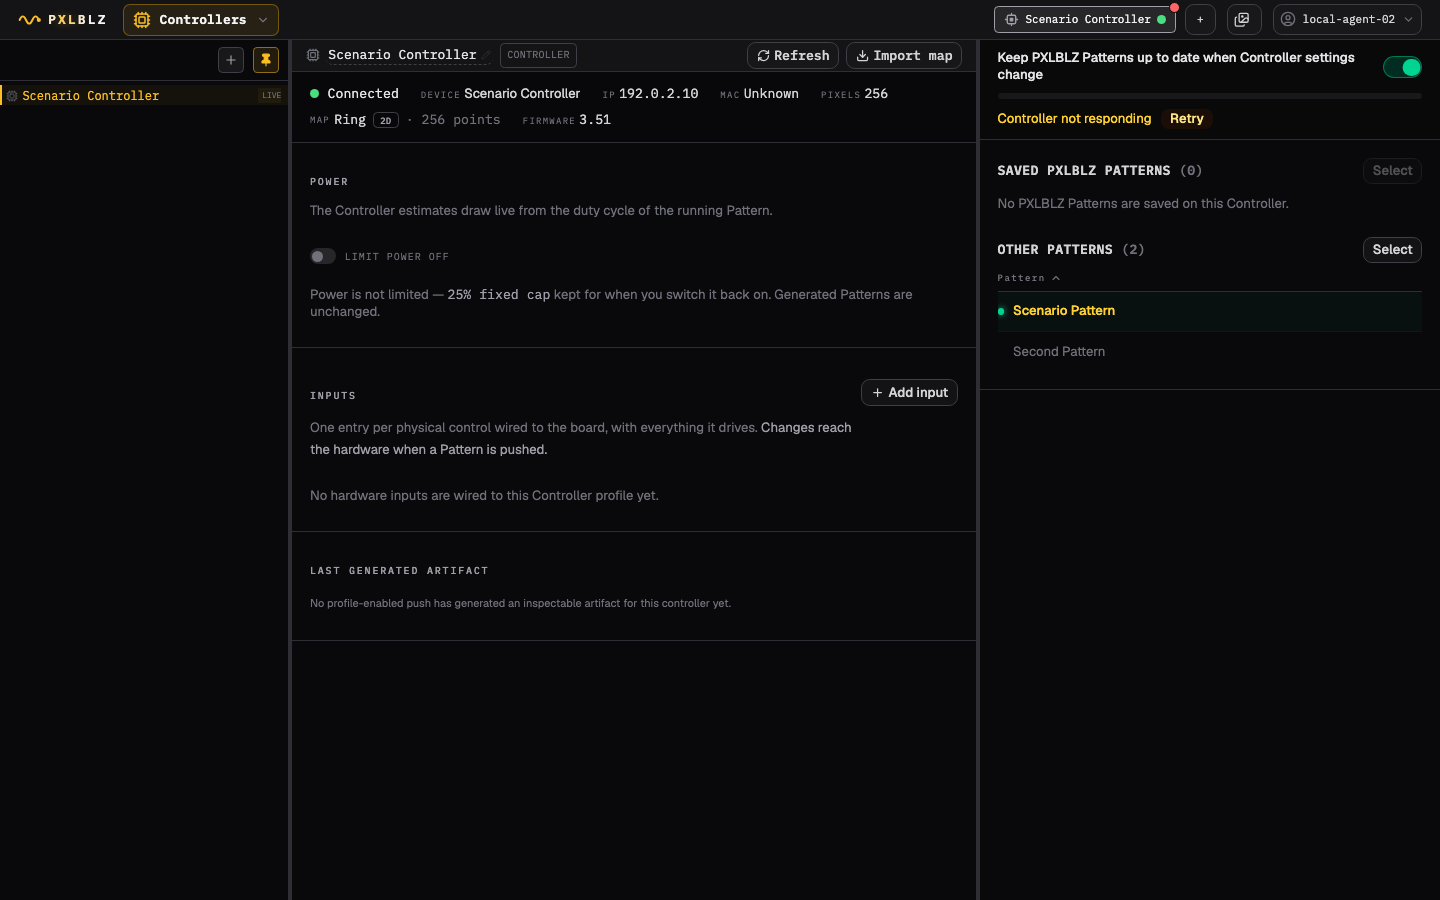 PXLBLZ
Controllers
Scenario Controller
+
local-agent-02
Scenario Controller
LIVE
Scenario Controller
CONTROLLER
Refresh
Import map
Connected
DEVICE Scenario Controller
IP 192.0.2.10
MAC Unknown
PIXELS 256
MAP Ring 2D · 256 points
FIRMWARE 3.51
POWER
The Controller estimates draw live from the duty cycle of the running Pattern.
LIMIT POWER OFF
Power is not limited — 25% fixed cap kept for when you switch it back on. Generated Patterns are
unchanged.
INPUTS
+ Add input
One entry per physical control wired to the board, with everything it drives. Changes reach
the hardware when a Pattern is pushed.
No hardware inputs are wired to this Controller profile yet.
LAST GENERATED ARTIFACT
No profile-enabled push has generated an inspectable artifact for this controller yet.
Keep PXLBLZ Patterns up to date when Controller settings
change
Controller not responding Retry
SAVED PXLBLZ PATTERNS (0)
Select
No PXLBLZ Patterns are saved on this Controller.
OTHER PATTERNS (2)
Select
Pattern
Scenario Pattern
Second Pattern